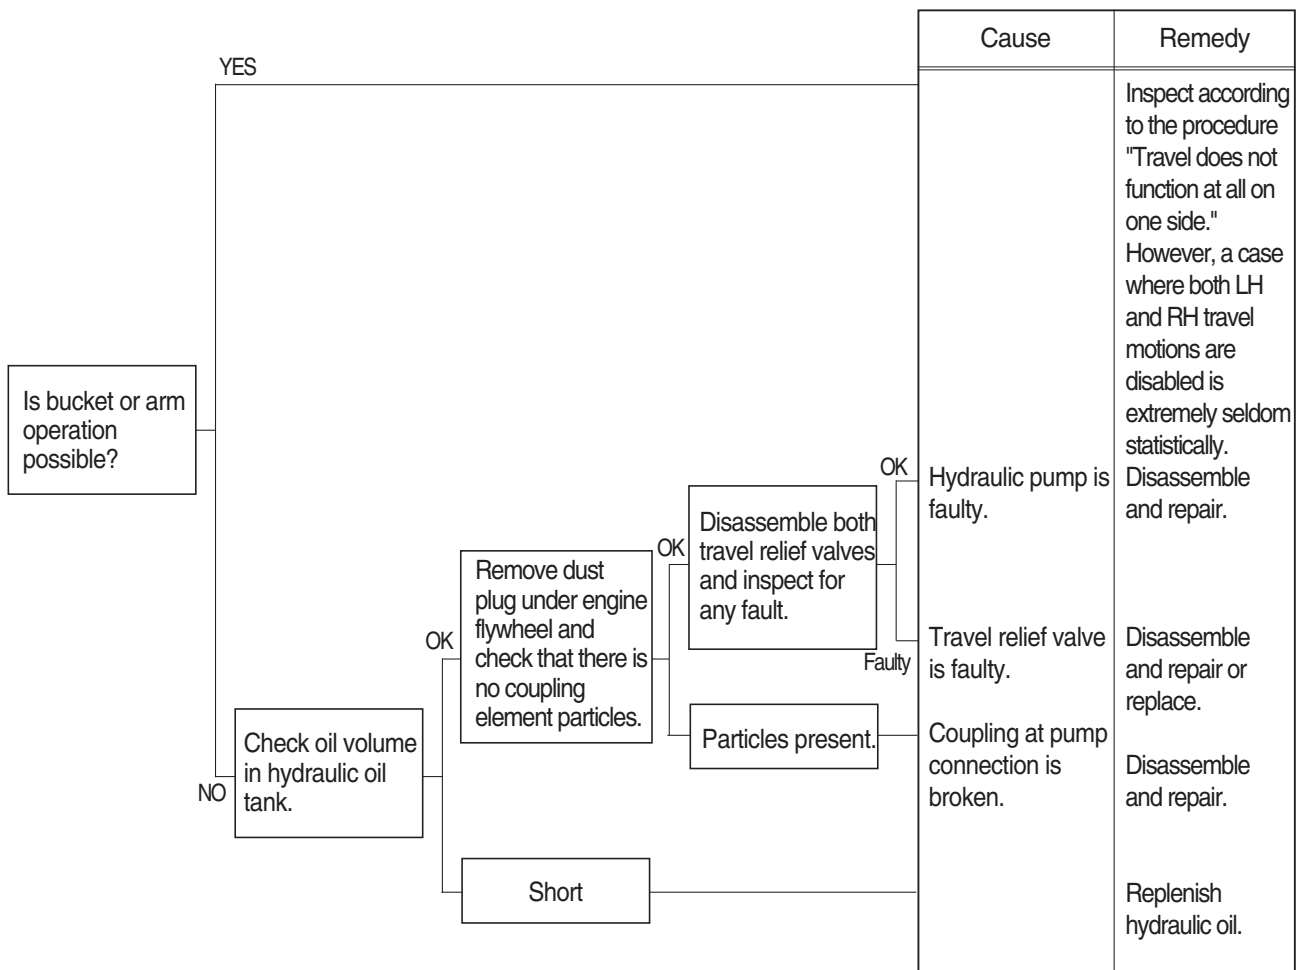 Cause
Remedy
YES
Inspect according
to the procedure
"Travel does not
function at all on
one side."
However, a case
where both LH
and RH travel
motions are
disabled is
extremely seldom
statistically.
Is bucket or arm
operation
possible?
NO
Check oil volume
in hydraulic oil
tank.
OK
Remove dust
plug under engine
flywheel and
check that there is
no coupling
element particles.
OK
Disassemble both
travel relief valves
and inspect for
any fault.
OK
Hydraulic pump is
faulty.
Disassemble
and repair.
Faulty
Travel relief valve
is faulty.
Disassemble
and repair or
replace.
Particles present.
Coupling at pump
connection is
broken.
Disassemble
and repair.
Short
Replenish
hydraulic oil.